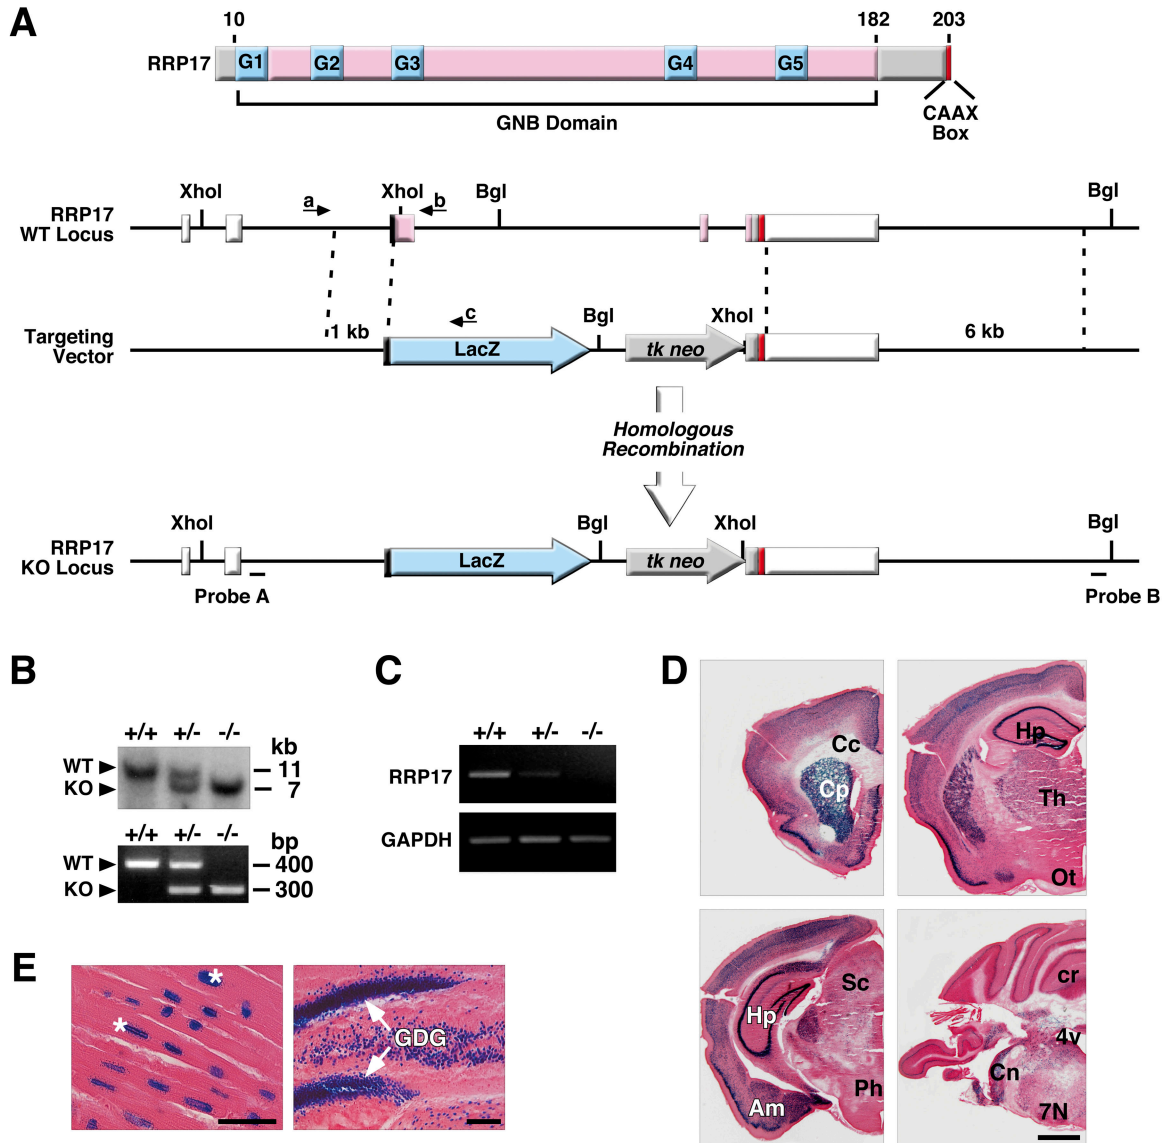 A
10 182 203
RRP17 G1 G2 G3 G4 G5
GNB Domain
CAAX
Box
XhoI a XhoI b BgI BgI
RRP17
WT Locus
Targeting
Vector
1 kb c LacZ BgI tk neo XhoI 6 kb
Homologous
Recombination
XhoI BgI XhoI BgI
RRP17
KO Locus
LacZ tk neo
Probe A Probe B
B
+/+ +/- -/-
kb
WT 11
KO 7
+/+ +/- -/-
bp
WT 400
KO 300
C
+/+ +/- -/-
RRP17
GAPDH
D
Cc
Cp
Hp
Th
Ot
Sc
Hp
Ph
Am
cr
4v
Cn
7N
E
*
*
GDG